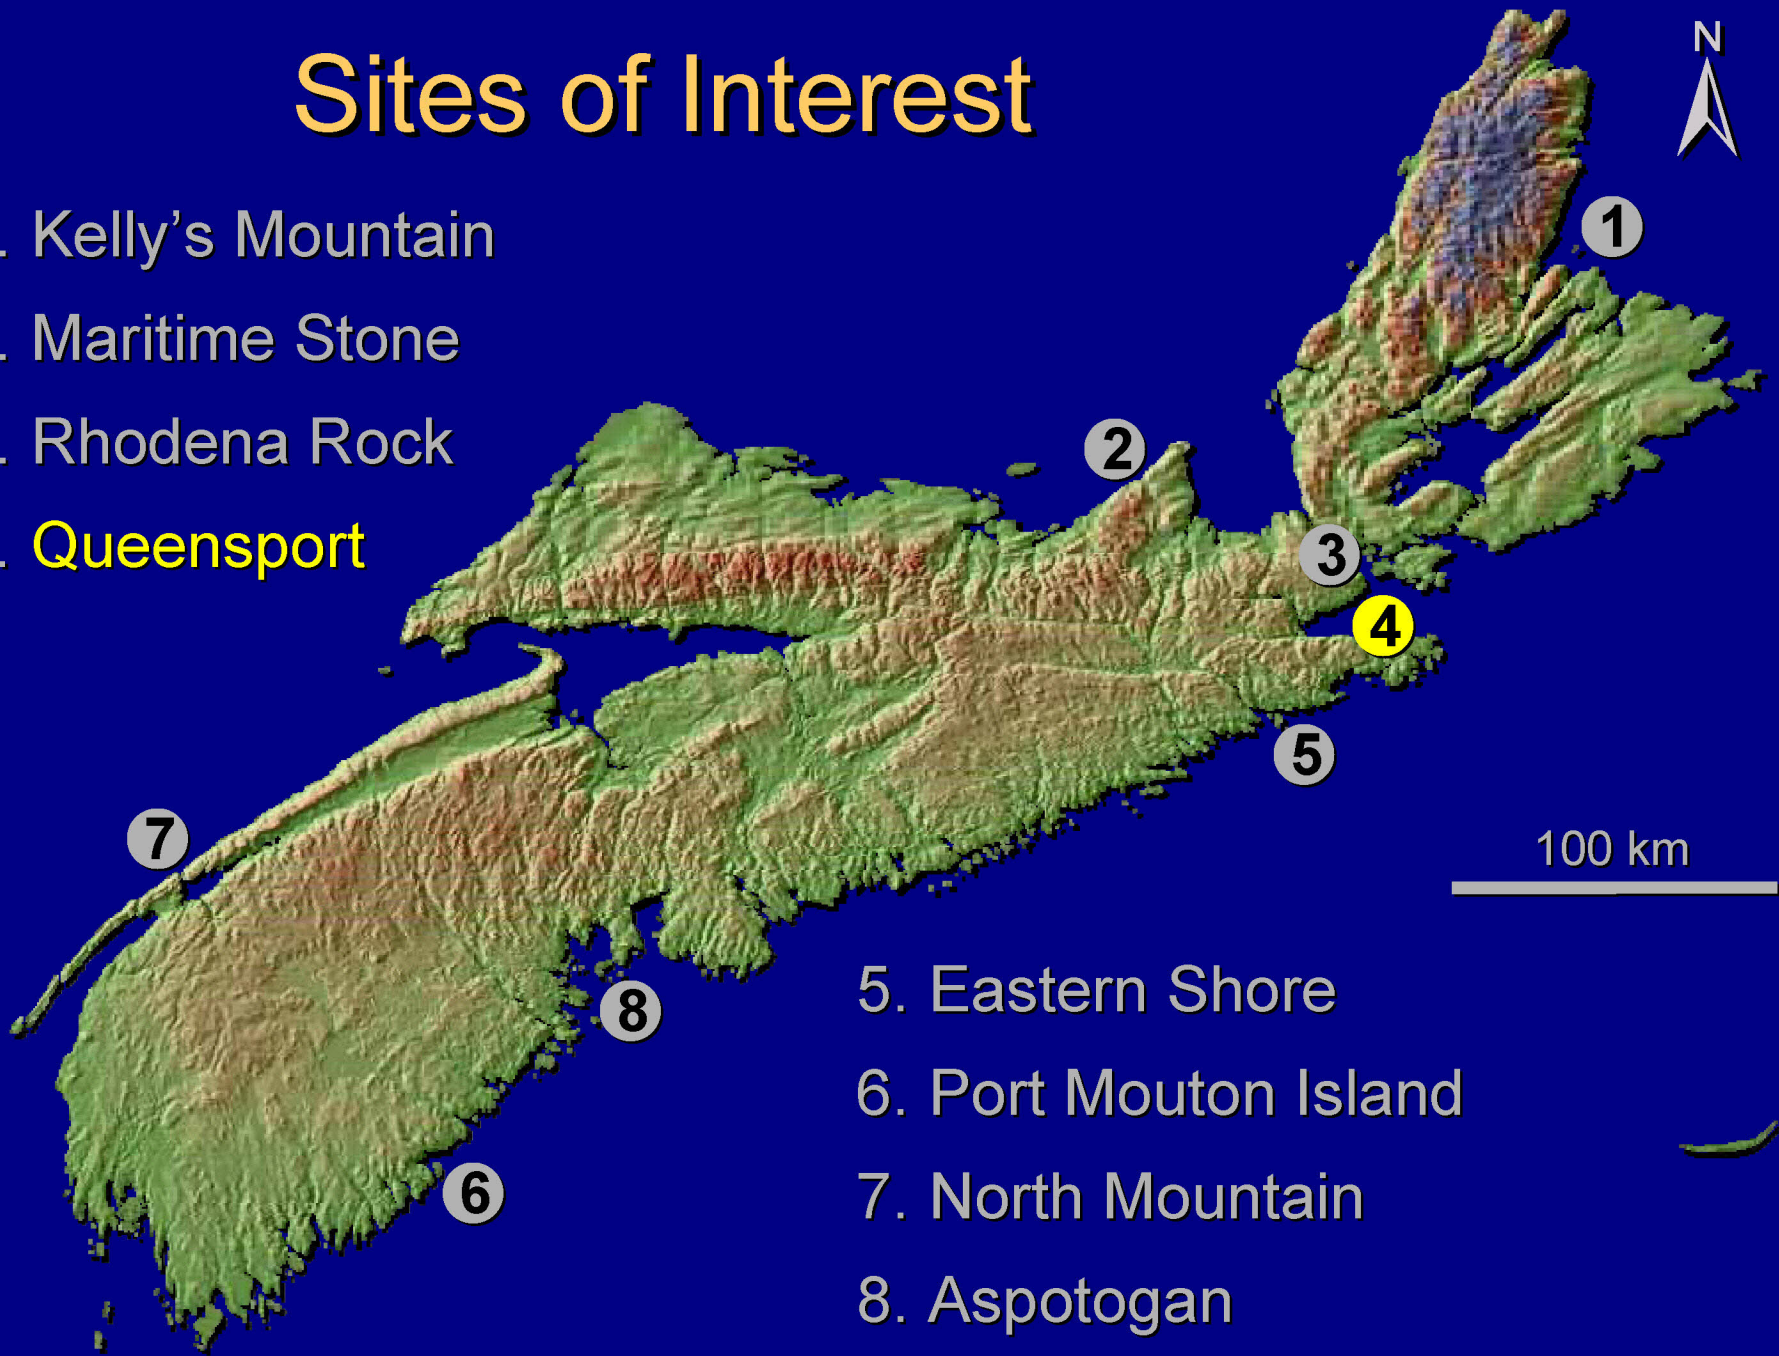 Sites of Interest
N
. Kelly’s Mountain
. Maritime Stone
. Rhodena Rock
. Queensport
1
2
3
4
5
7
100 km
8
6
5. Eastern Shore
6. Port Mouton Island
7. North Mountain
8. Aspotogan